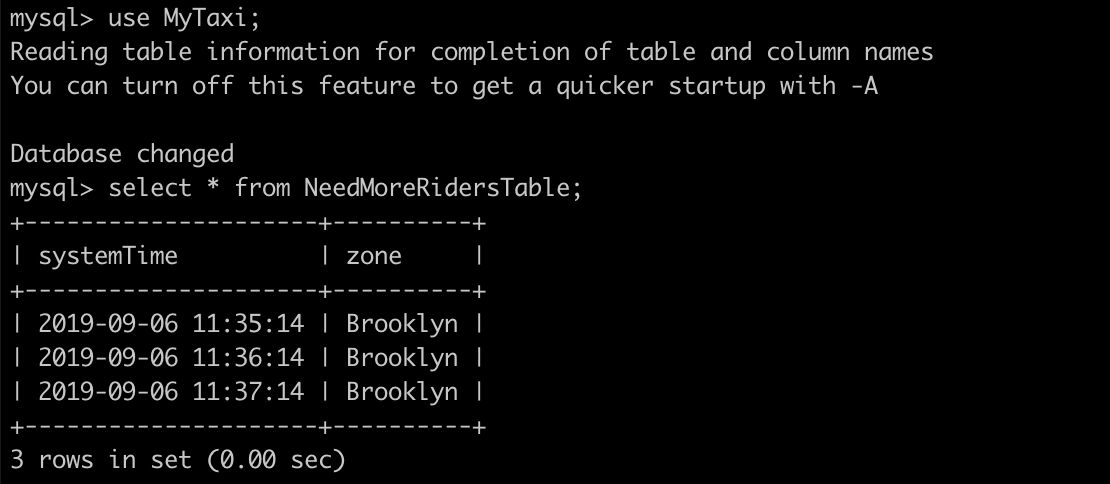 mysql> use MyTaxi;
Reading table information for completion of table and column names
You can turn off this feature to get a quicker startup with -A

Database changed
mysql> select * from NeedMoreRidersTable;
+---------------------+----------+
| systemTime          | zone     |
+---------------------+----------+
| 2019-09-06 11:35:14 | Brooklyn |
| 2019-09-06 11:36:14 | Brooklyn |
| 2019-09-06 11:37:14 | Brooklyn |
+---------------------+----------+
3 rows in set (0.00 sec)